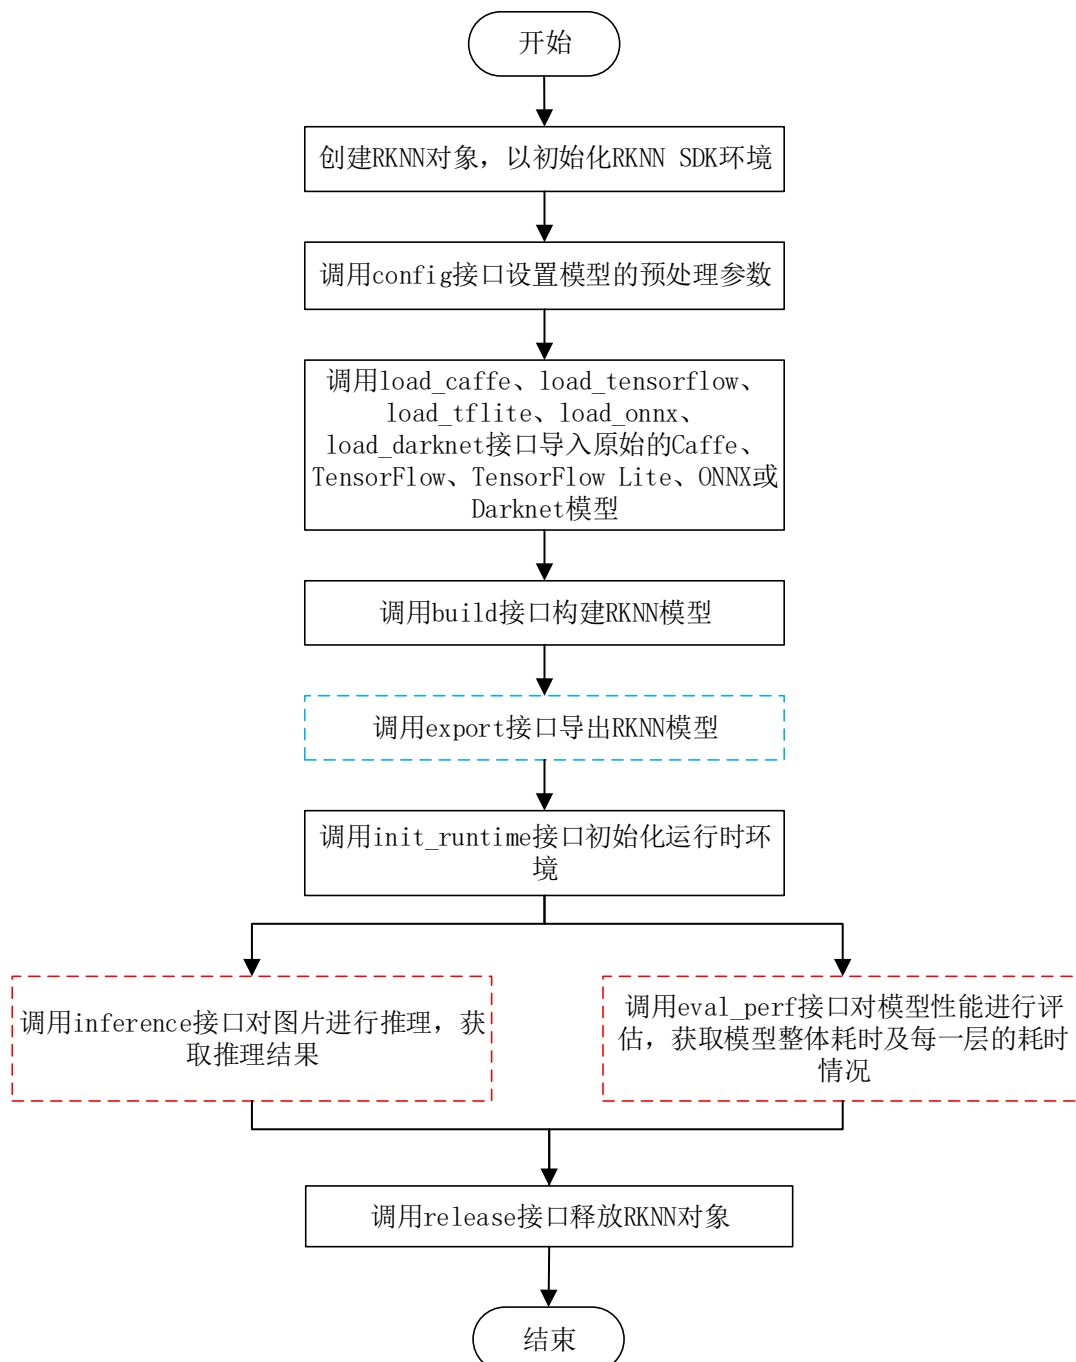 开始
创建RKNN对象，以初始化RKNN SDK环境
调用config接口设置模型的预处理参数
调用load_caffe、load_tensorflow、
load_tflite、load_onnx、
load_darknet接口导入原始的Caffe、
TensorFlow、TensorFlow Lite、ONNX或
Darknet模型
调用build接口构建RKNN模型
调用export接口导出RKNN模型
调用init_runtime接口初始化运行时环
境
调用inference接口对图片进行推理，获
取推理结果
调用eval_perf接口对模型性能进行评
估，获取模型整体耗时及每一层的耗时
情况
调用release接口释放RKNN对象
结束